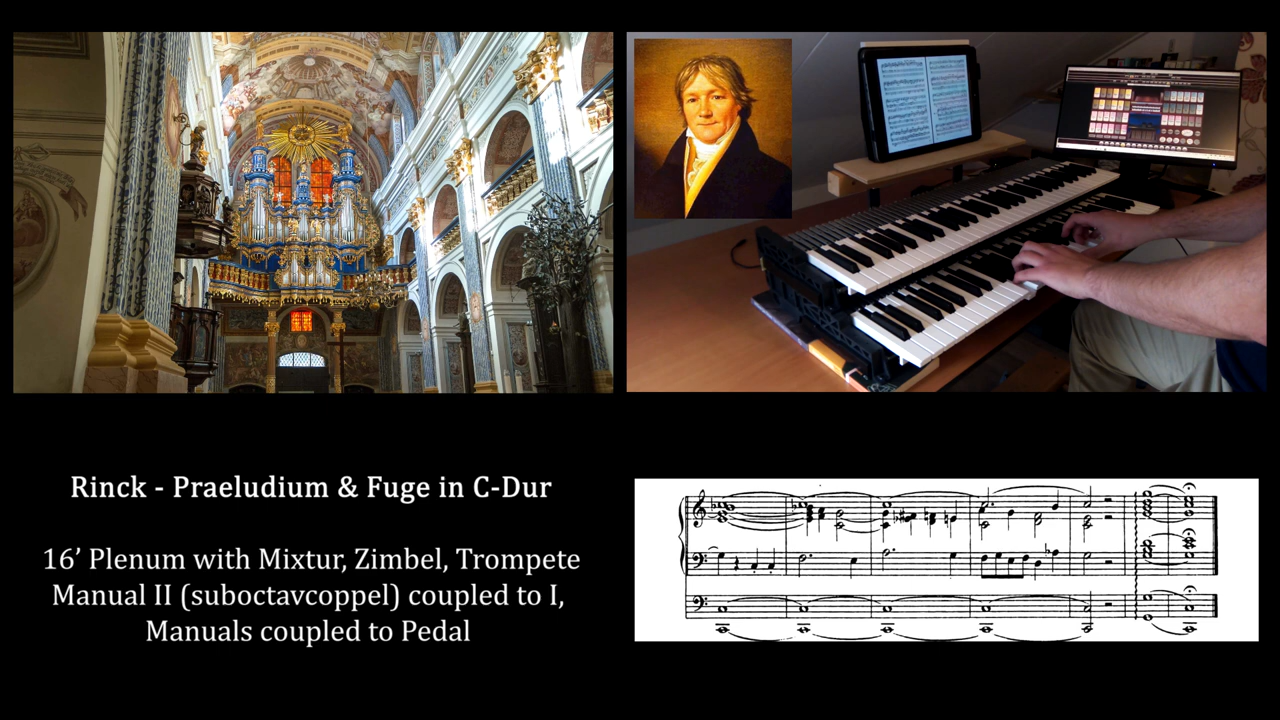 Rinck - Praeludium & Fuge in C-Dur
16’ Plenum with Mixtur, Zimbel, Trompete
Manual II (suboctavcoppel) coupled to I,
Manuals coupled to Pedal